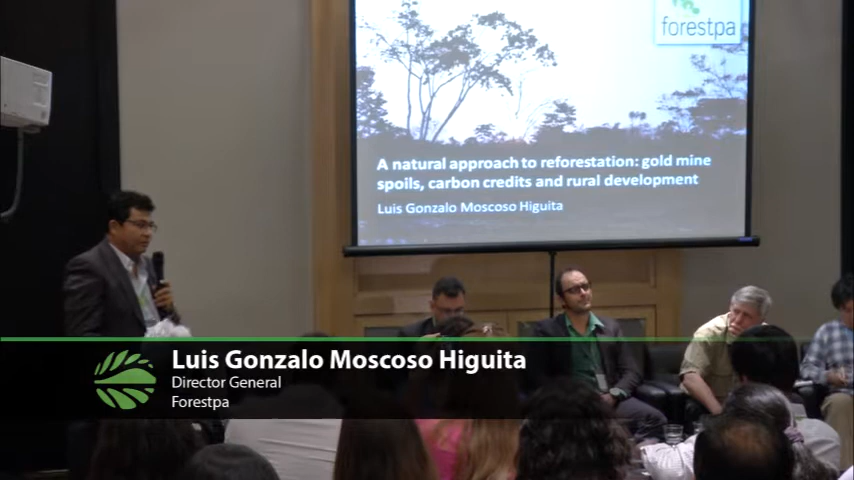 forestpa
A natural approach to reforestation: gold mine
spoils, carbon credits and rural development
Luis Gonzalo Moscoso Higuita
Luis Gonzalo Moscoso Higuita
Director General
Forestpa